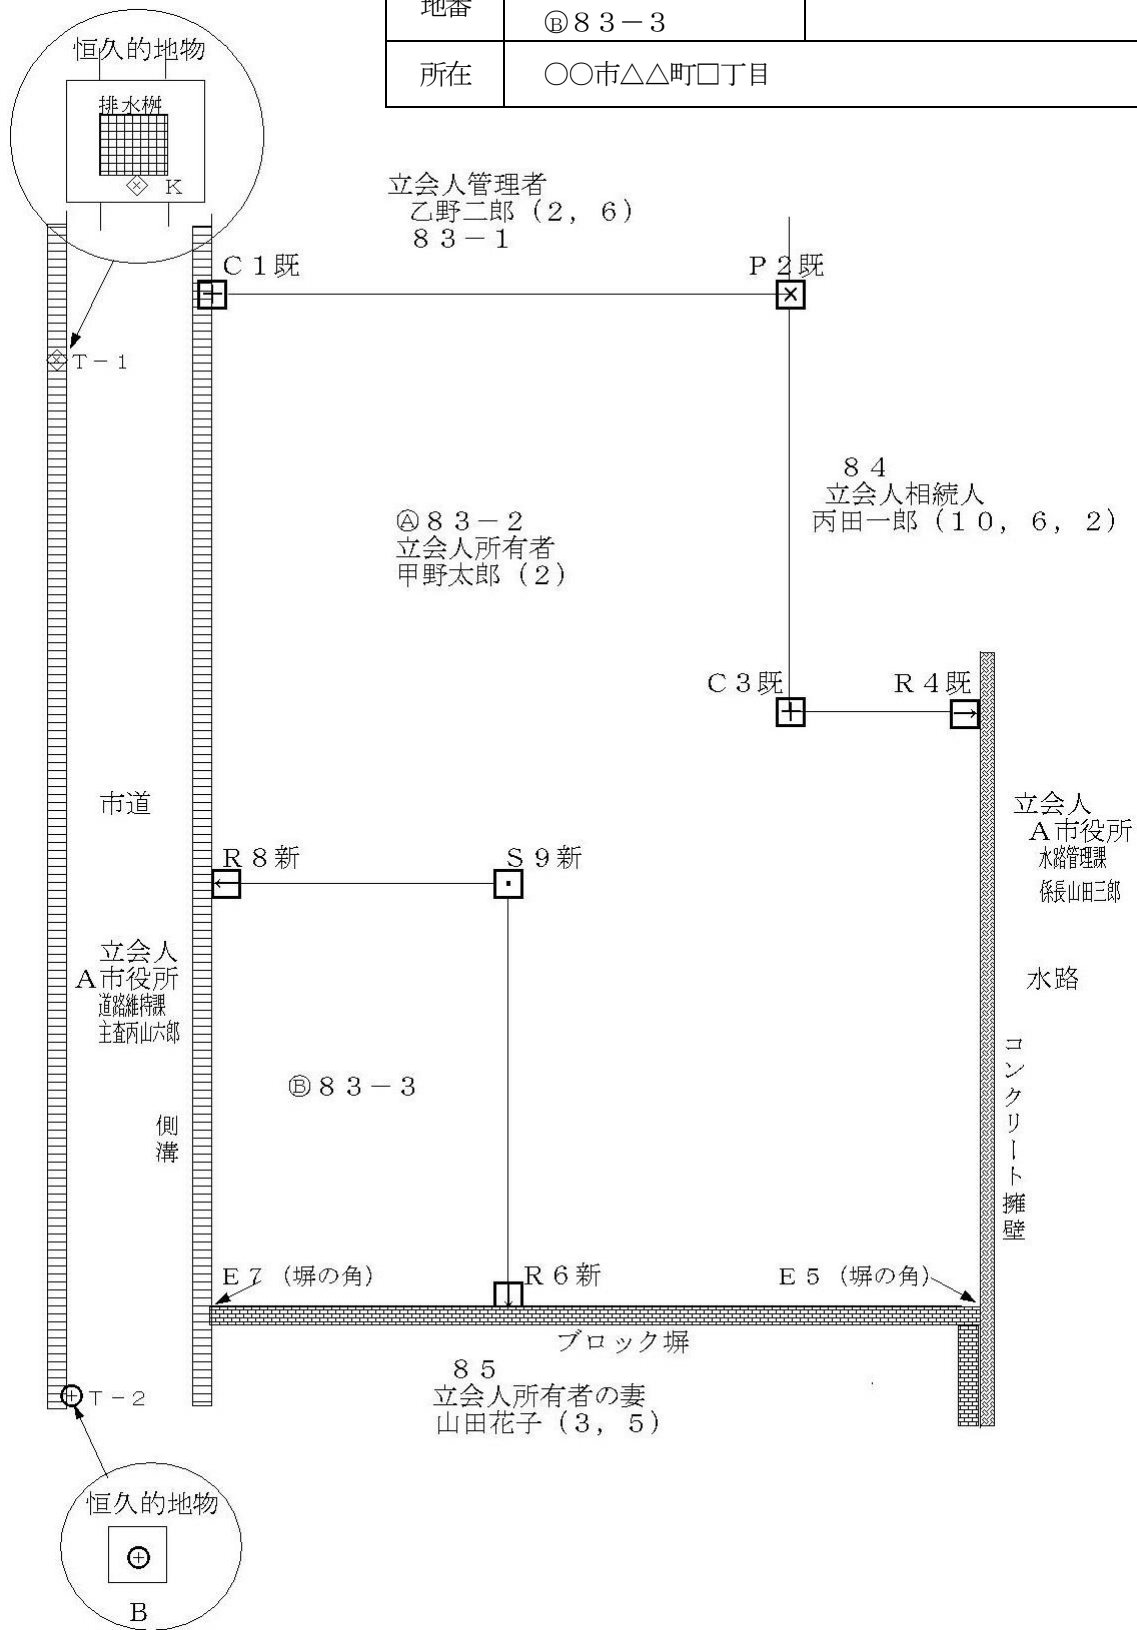 地番
Ⓑ８３－３
所在
○○市△△町□丁目
恒久的地物
排水桝
K
立会人管理者
乙野二郎（２，６）
８３－１
C１既
P２既
T－１
８４
立会人相続人
丙田一郎（１０，６，２）
Ⓐ８３－２
立会人所有者
甲野太郎（２）
C３既
R４既
市道
立会人
A市役所
水路管理課
係長山田三郎
R８新
S９新
立会人
A市役所
道路維持課
主査丙山六郎
水路
コンクリート擁壁
Ⓑ８３－３
側溝
E７（塀の角）
R６新
E５（塀の角）
ブロック塀
８５
立会人所有者の妻
山田花子（３，５）
T－２
恒久的地物
B